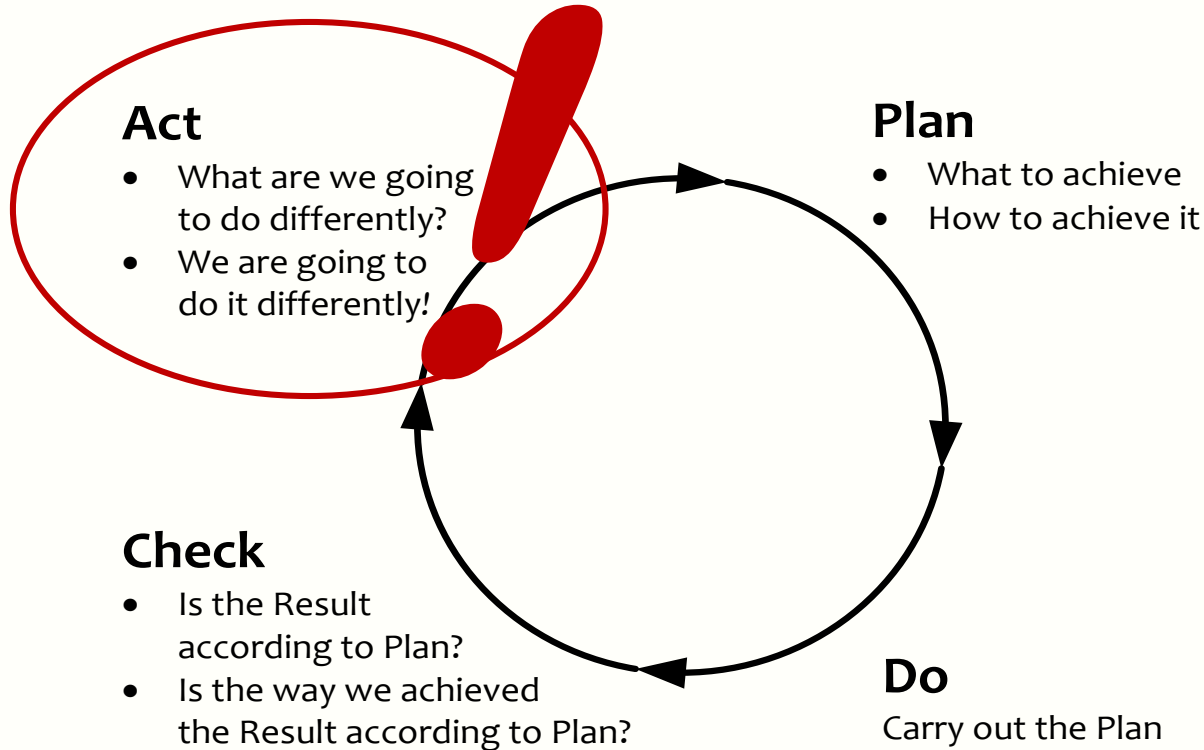 Act
• What are we going
to do differently?
• We are going to
do it differently!
Plan
• What to achieve
• How to achieve it
Check
• Is the Result
according to Plan?
• Is the way we achieved
the Result according to Plan?
Do
Carry out the Plan